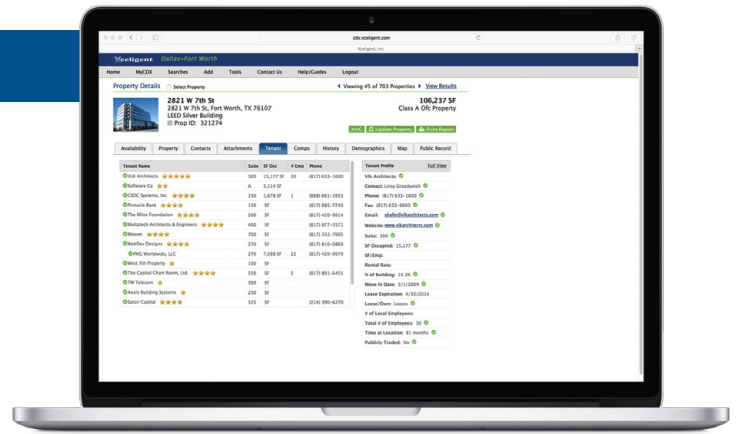 cdx.xceligent.com
Xceligent, Inc.
Xceligent Dallas-Fort Worth
Home MyCDX Searches Add Tools Contact Us Help/Guides Logout
Property Details Select Property Viewing #5 of 703 Properties View Results
2821 W 7th St 106,237 SF
2821 W 7th St, Fort Worth, TX 76107 Class A Ofc Property
LEED Silver Building
Prop ID: 321274
XMG Update Property Print Report
Availability Property Contacts Attachments Tenant Comps History Demographics Map Public Record
Tenant Name Suite SF Occ # Emp Phone
VLK Architects 300 15,177 SF 30 (817) 633-1600
Software Co A 3,114 SF
CSDC Systems, Inc. 250 1,678 SF 1 (888) 661-1933
Pinnacle Bank 150 SF (817) 885-7740
The Miles Foundation 200 SF (817) 420-9914
Multatech Architects & Engineers 400 SF (817) 877-5571
Weaver 700 SF (817) 332-7905
WebDev Designs 270 SF (817) 810-0860
PMG Worldwide, LLC 270 7,588 SF 22 (817) 420-9970
West 7th Property 100 SF
The Capital Chart Room, Ltd. 550 SF 5 (817) 801-6455
TW Telecom 300 SF
Axxis Building Systems 250 SF
Satori Capital 525 SF (214) 390-6270
Tenant Profile Full View
Vlk Architects
Contact: Linsy
Phone: (817) 633-1600
Fax: (817) 633-9600
Email: vlkfw@vlkarchitects.com
Website: www.vlkarchitects.com
Suite: 300
SF Occupied: 15,177
SF/Emp:
Rental Rate:
% of Building: 14.3%
Move In Date: 5/1/2009
Lease Expiration: 4/30/2014
Lease/Own: Leases
# of Local Employees:
Total # of Employees: 30
Time at Location: 81 months
Publicly Traded: No